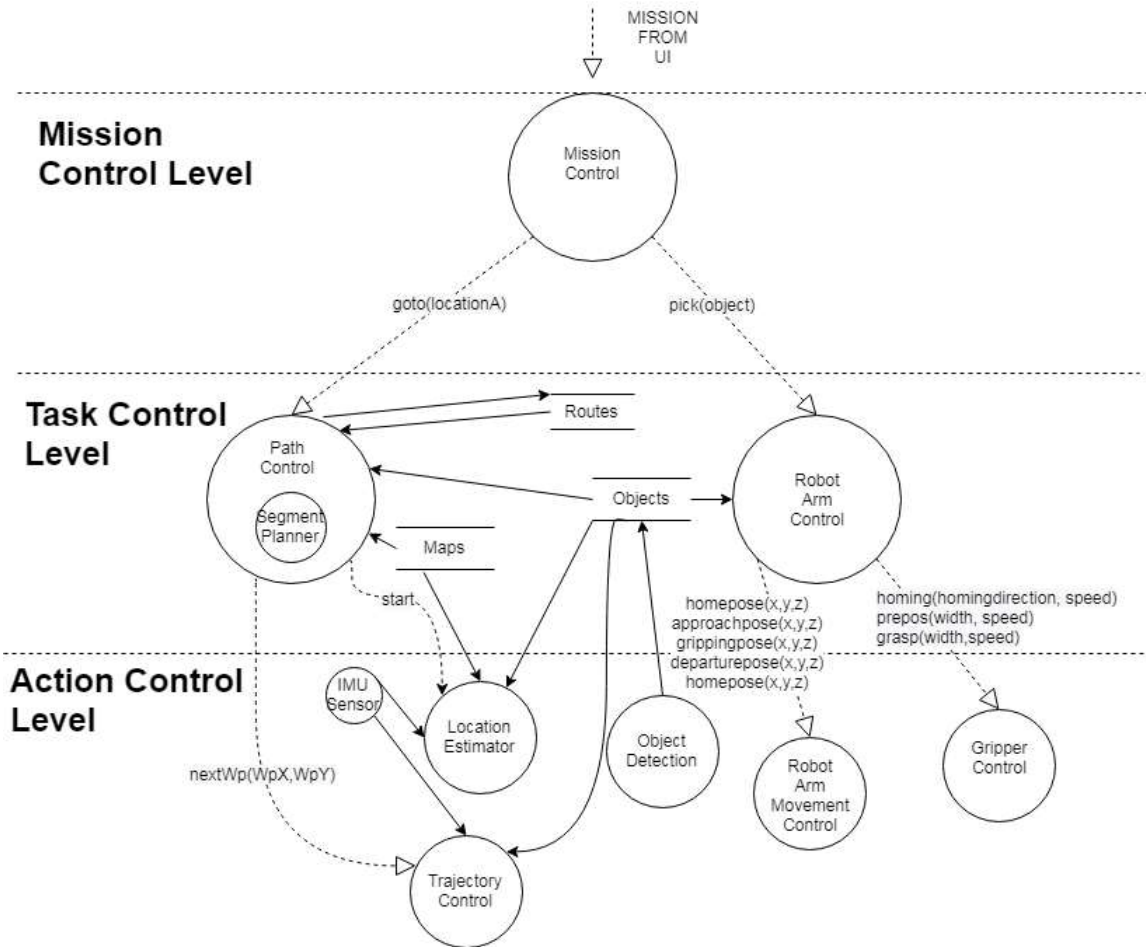 MISSION
FROM
UI
Mission
Control Level
Mission
Control
goto(locationA)
pick(object)
Task Control
Level
Routes
Path
Control
Segment
Planner
Objects
Robot
Arm
Control
Maps
start
homepose(x,y,z)
approachpose(x,y,z)
grippingpose(x,y,z)
departurepose(x,y,z)
homepose(x,y,z)
homing(homingdirection, speed)
prepos(width, speed)
grasp(width,speed)
Action Control
Level
IMU
Sensor
Location
Estimator
Object
Detection
Robot
Arm
Movement
Control
Gripper
Control
nextWp(WpX,WpY)
Trajectory
Control